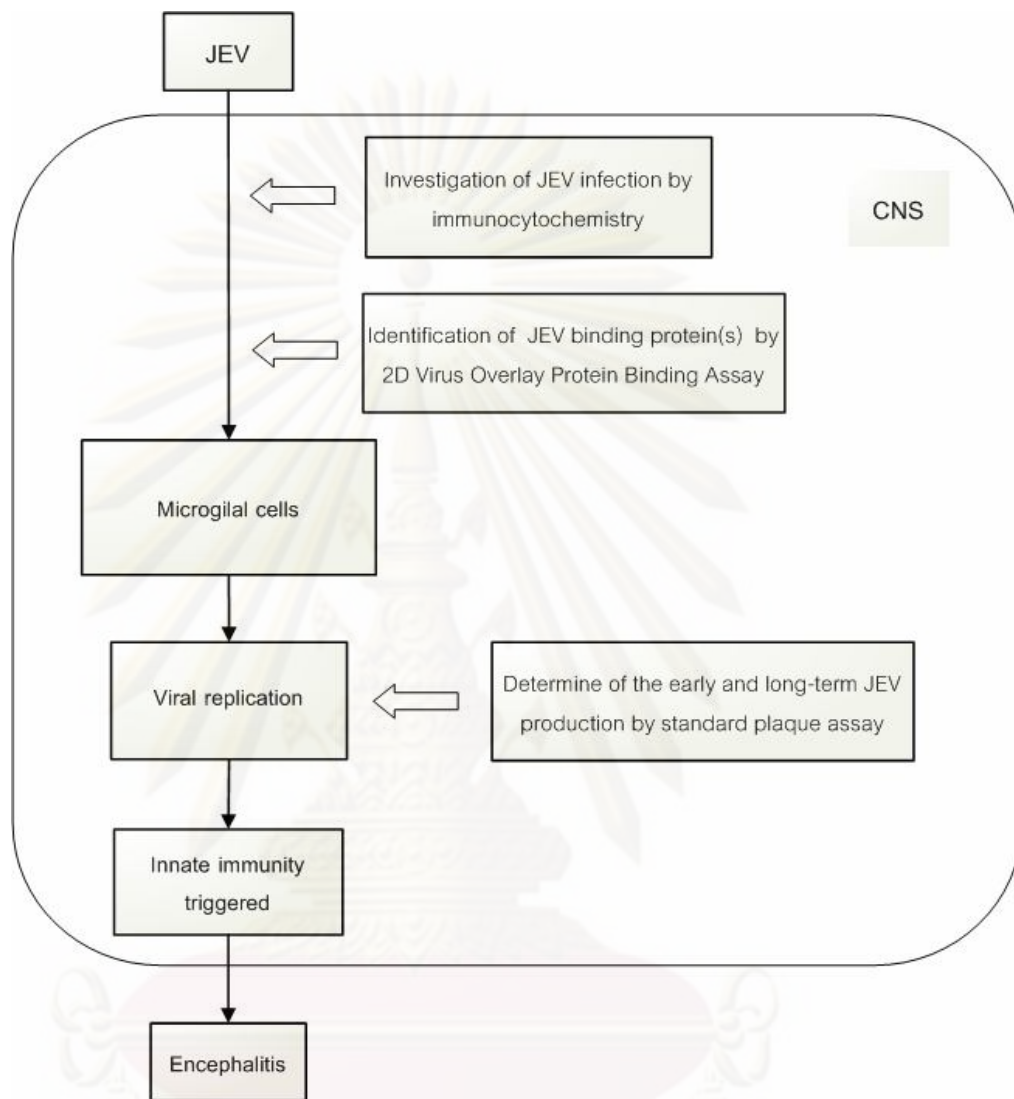 JEV
Investigation of JEV infection by
immunocytochemistry
CNS
Identification of JEV binding protein(s) by
2D Virus Overlay Protein Binding Assay
Microgilal cells
Viral replication
Determine of the early and long-term JEV
production by standard plaque assay
Innate immunity
triggered
Encephalitis